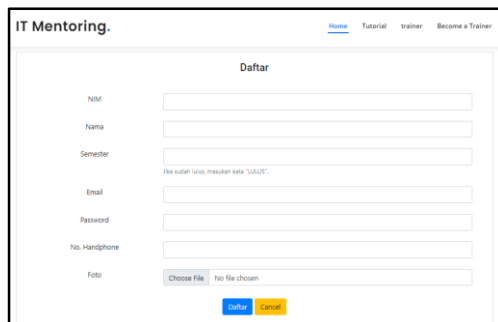 IT Mentoring.
Home Tutorial trainer Become a Trainer
Daftar
NIM
Nama
Semester
Jika sudah lulus, masukan kata "LULUS".
Email
Password
No. Handphone
Foto Choose File No file chosen
Daftar Cancel